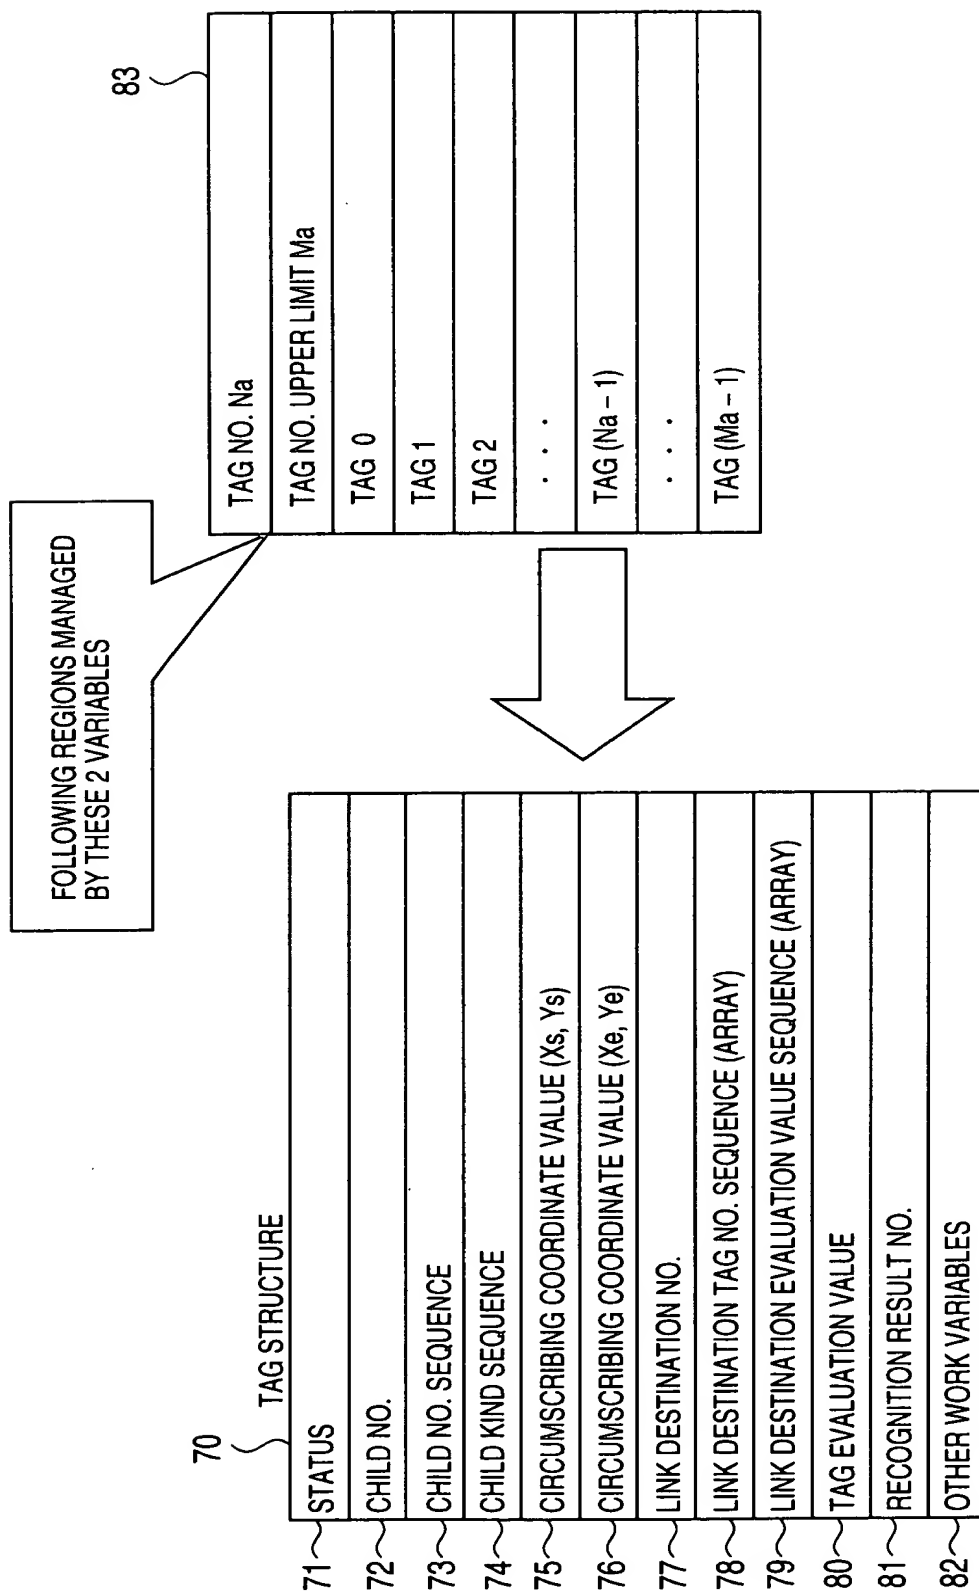 FOLLOWING REGIONS MANAGED
BY THESE 2 VARIABLES
83
TAG NO. Na
TAG NO. UPPER LIMIT Ma
TAG 0
TAG 1
TAG 2
. . .
TAG (Na – 1)
. . .
TAG (Ma – 1)
70
TAG STRUCTURE
71 STATUS
72 CHILD NO.
73 CHILD NO. SEQUENCE
74 CHILD KIND SEQUENCE
75 CIRCUMSCRIBING COORDINATE VALUE (Xs, Ys)
76 CIRCUMSCRIBING COORDINATE VALUE (Xe, Ye)
77 LINK DESTINATION NO.
78 LINK DESTINATION TAG NO. SEQUENCE (ARRAY)
79 LINK DESTINATION EVALUATION VALUE SEQUENCE (ARRAY)
80 TAG EVALUATION VALUE
81 RECOGNITION RESULT NO.
82 OTHER WORK VARIABLES